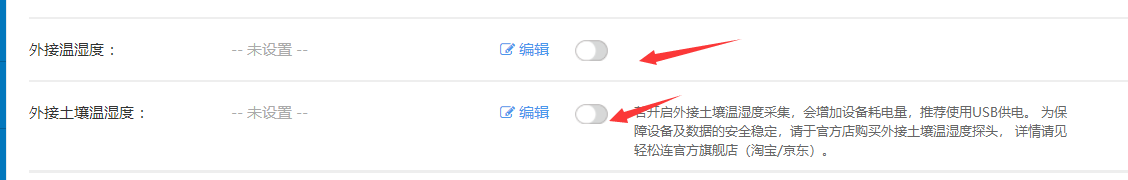 外接温湿度： -- 未设置 -- 编辑
外接土壤温湿度： -- 未设置 -- 编辑
若开启外接土壤温湿度采集，会增加设备耗电量，推荐使用USB供电。 为保
障设备及数据的安全稳定，请于官方店购买外接土壤温湿度探头， 详情请见
轻松连官方旗舰店（淘宝/京东）。